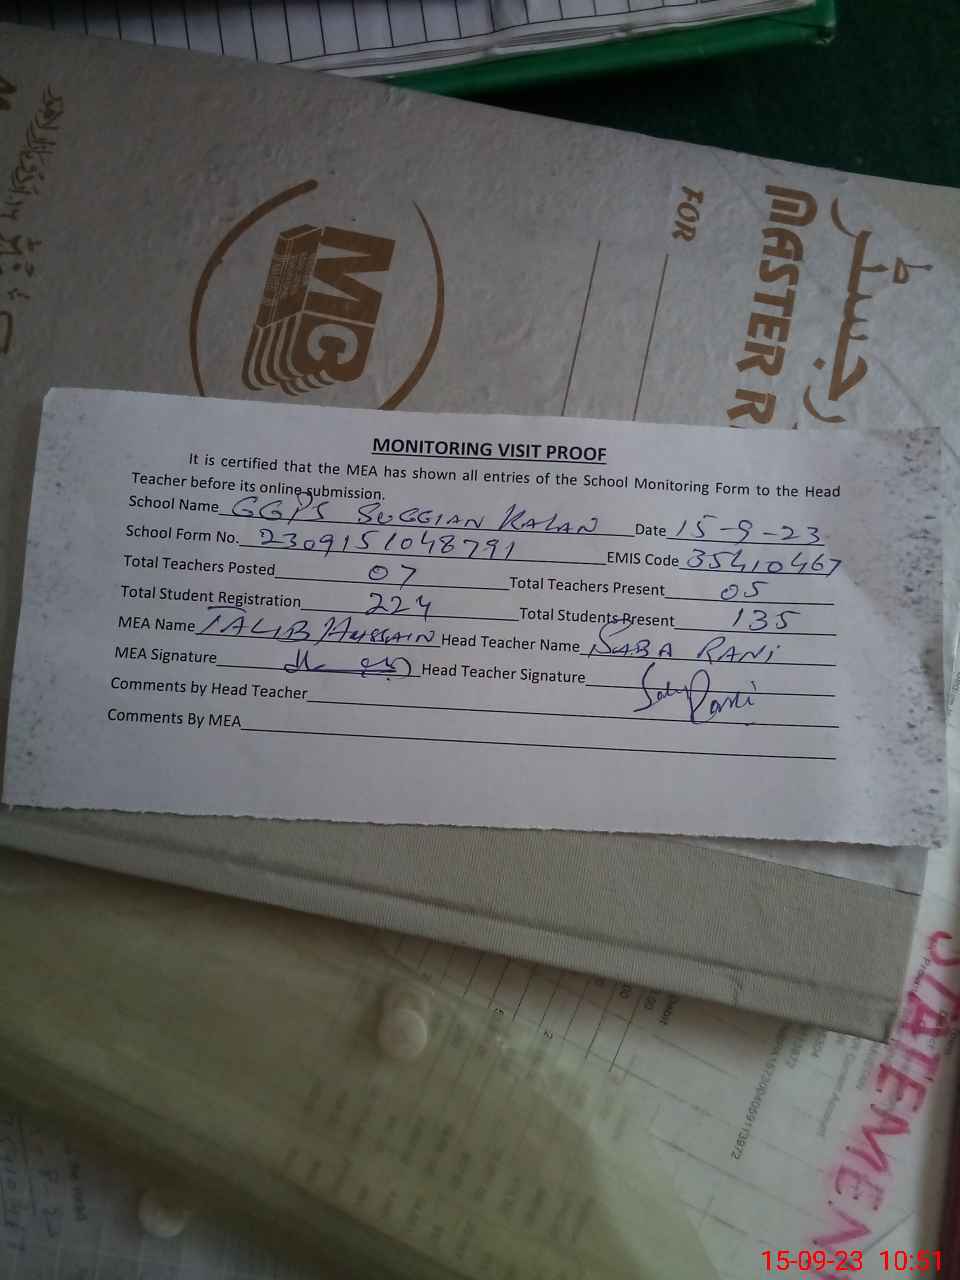 FOR
MASTER R
رجسٹر
MG
MONITORING VISIT PROOF
It is certified that the MEA has shown all entries of the School Monitoring Form to the Head
Teacher before its online submission.
School Name GGPS SUGGIAN KALAN Date 15-9-23
School Form No. 2309151048791 EMIS Code 35410467
Total Teachers Posted 07 Total Teachers Present 05
Total Student Registration 224 Total Students Present 135
MEA Name TALIB HUSSAIN Head Teacher Name SABA RANI
MEA Signature Head Teacher Signature
Comments by Head Teacher
Comments By MEA
STATEMEN
15-09-23 10:51